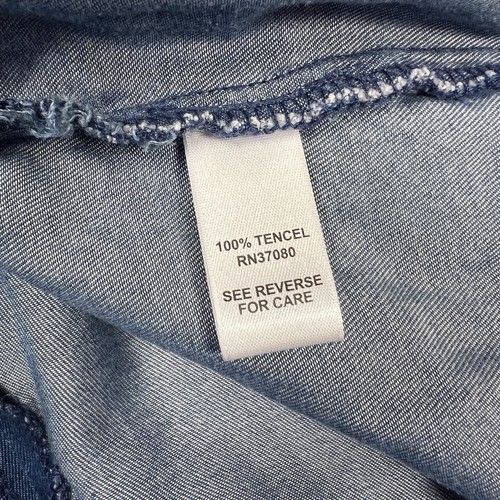 100% TENCEL
RN37080
SEE REVERSE
FOR CARE